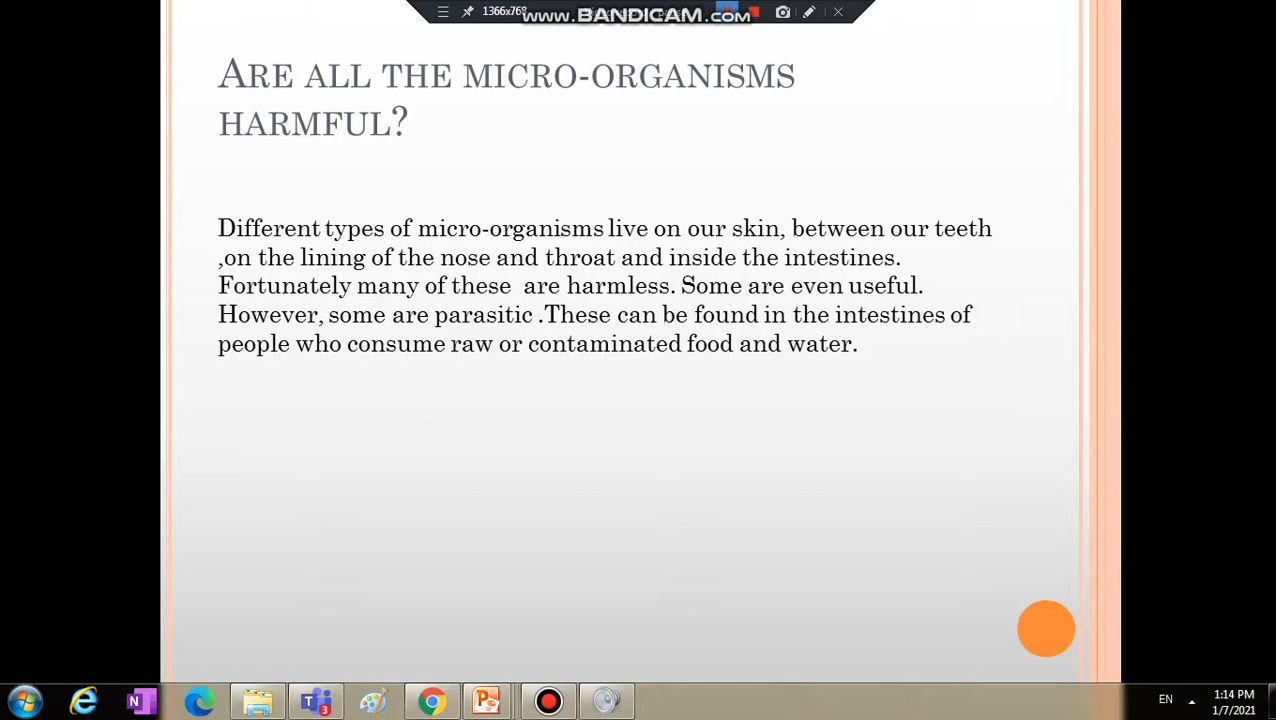 1366x768
www.BANDICAM.com
ARE ALL THE MICRO-ORGANISMS
HARMFUL?
Different types of micro-organisms live on our skin, between our teeth
,on the lining of the nose and throat and inside the intestines.
Fortunately many of these  are harmless. Some are even useful.
However, some are parasitic .These can be found in the intestines of
people who consume raw or contaminated food and water.
N
3
P
EN
1:14 PM
1/7/2021